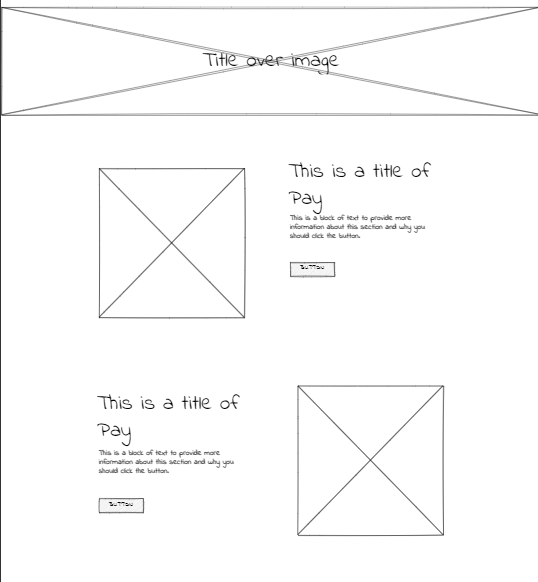 Title over image
This is a title of
Pay
This is a block of text to provide more
information about this section and why you
should click the button.
BUTTON
This is a title of
Pay
This is a block of text to provide more
information about this section and why you
should click the button.
BUTTON